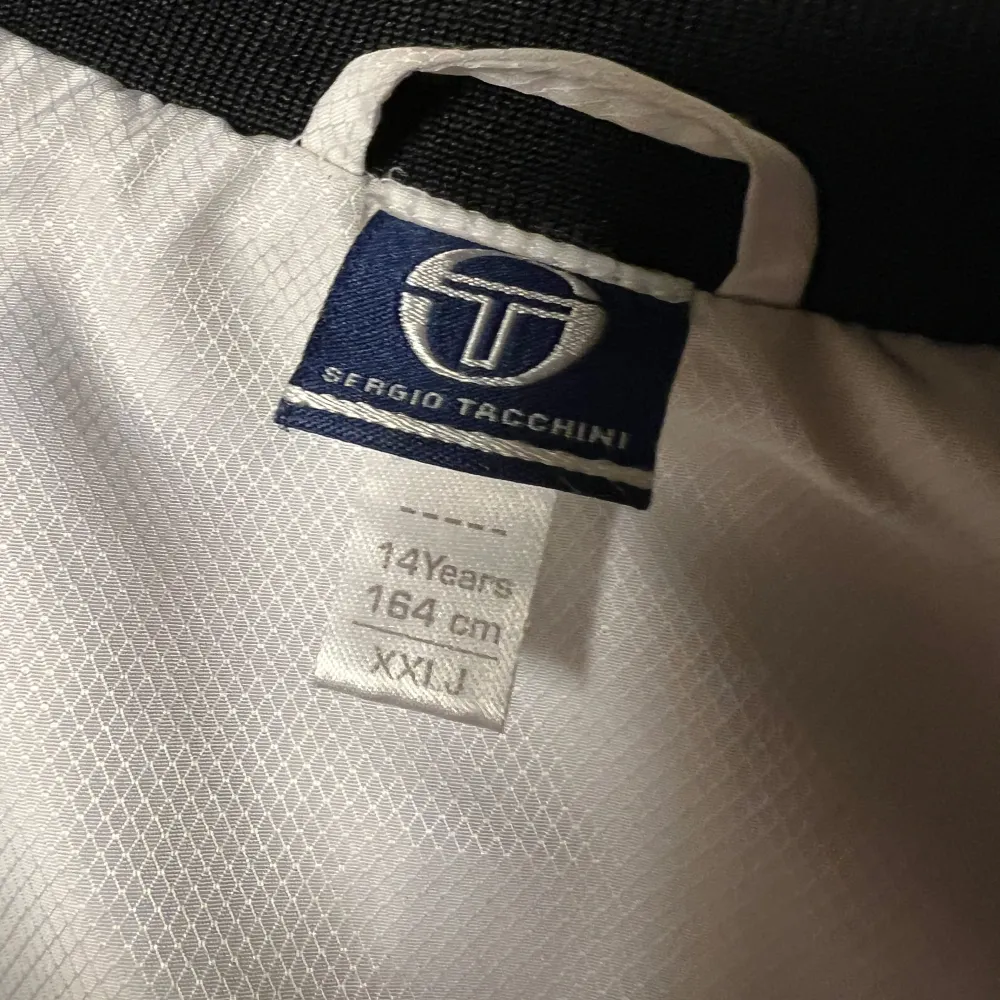 SERGIO TACCHINI
-----
14Years
164 cm
XXLJ